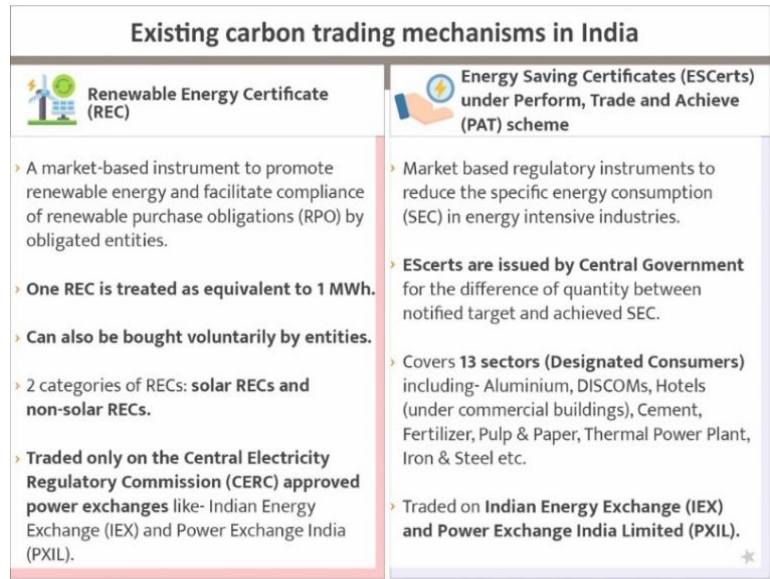 Existing carbon trading mechanisms in India
Renewable Energy Certificate
(REC)
› A market-based instrument to promote
renewable energy and facilitate compliance
of renewable purchase obligations (RPO) by
obligated entities.
› One REC is treated as equivalent to 1 MWh.
› Can also be bought voluntarily by entities.
› 2 categories of RECs: solar RECs and
non-solar RECs.
› Traded only on the Central Electricity
Regulatory Commission (CERC) approved
power exchanges like- Indian Energy
Exchange (IEX) and Power Exchange India
(PXIL).
Energy Saving Certificates (ESCerts)
under Perform, Trade and Achieve
(PAT) scheme
› Market based regulatory instruments to
reduce the specific energy consumption
(SEC) in energy intensive industries.
› EScerts are issued by Central Government
for the difference of quantity between
notified target and achieved SEC.
› Covers 13 sectors (Designated Consumers)
including- Aluminium, DISCOMs, Hotels
(under commercial buildings), Cement,
Fertilizer, Pulp & Paper, Thermal Power Plant,
Iron & Steel etc.
› Traded on Indian Energy Exchange (IEX)
and Power Exchange India Limited (PXIL).